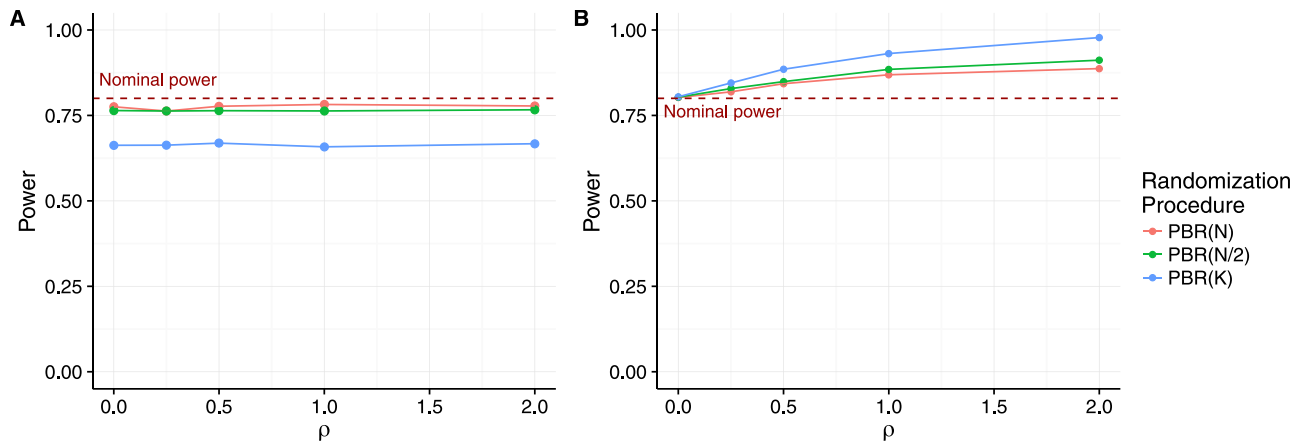 A
1.00
0.75
0.50
0.25
0.00
Power
Nominal power
0.0
0.5
1.0
1.5
2.0
ρ
B
1.00
0.75
0.50
0.25
0.00
Power
Nominal power
0.0
0.5
1.0
1.5
2.0
ρ
Randomization
Procedure
PBR(N)
PBR(N/2)
PBR(K)